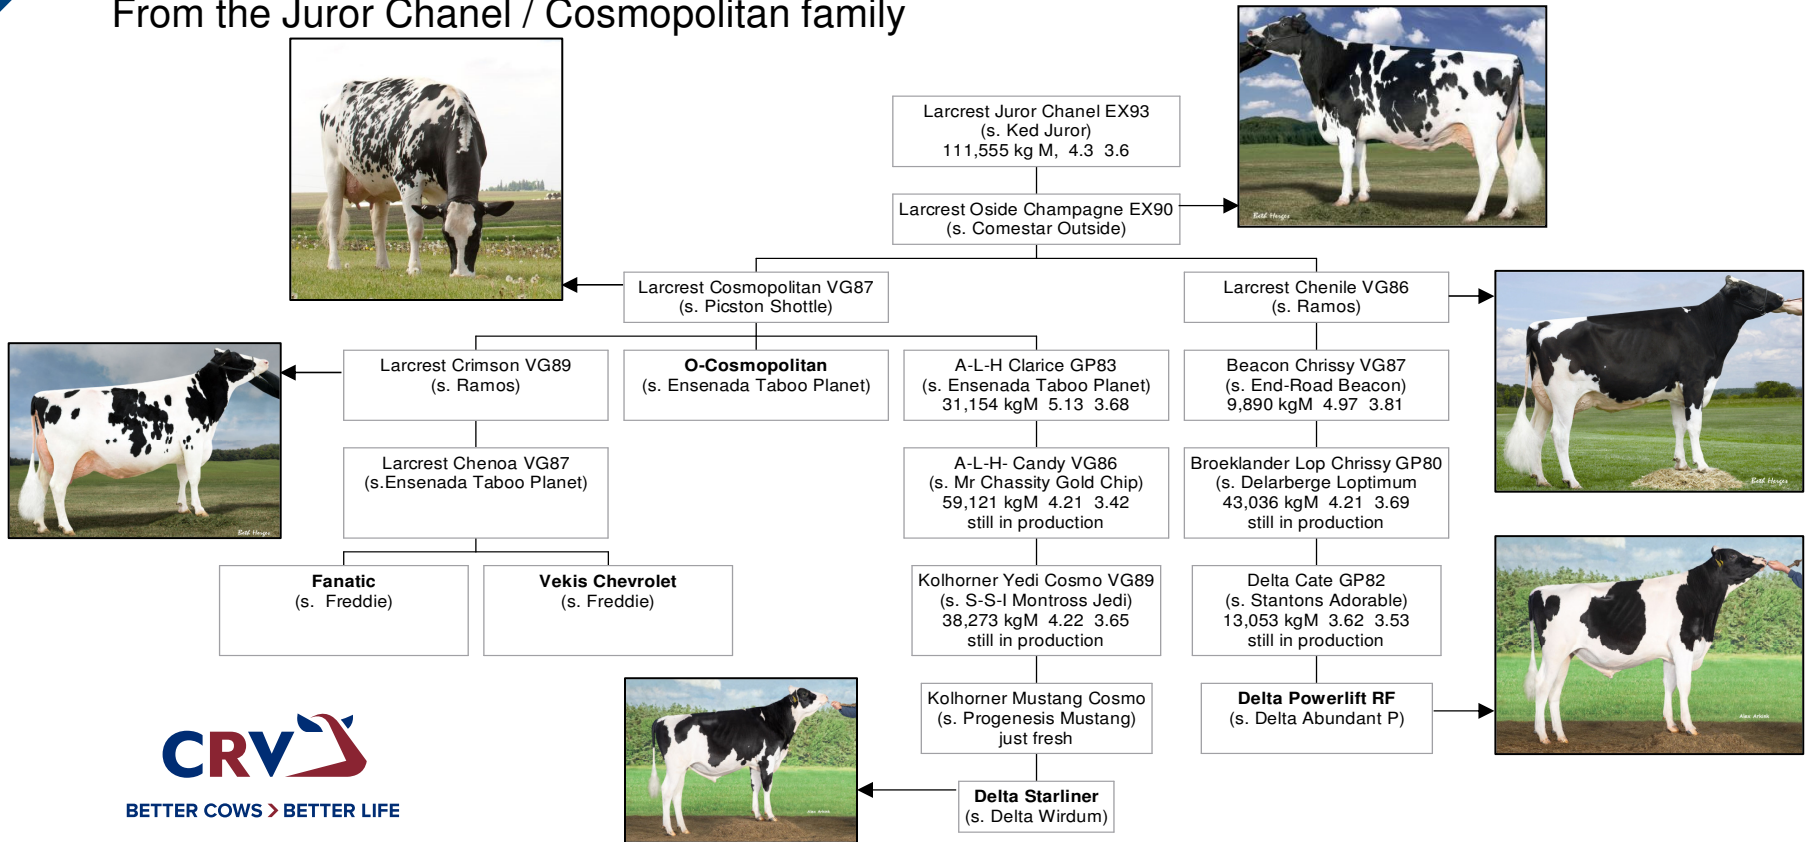 From the Juror Chanel / Cosmopolitan family
Larcrest Juror Chanel EX93
(s. Ked Juror)
111,555 kg M,  4.3  3.6
Beth Herges
Larcrest Oside Champagne EX90
(s. Comestar Outside)
Larcrest Cosmopolitan VG87
(s. Picston Shottle)
Larcrest Chenile VG86
(s. Ramos)
Beth Herges
Larcrest Crimson VG89
(s. Ramos)
Beth Herges
O-Cosmopolitan
(s. Ensenada Taboo Planet)
A-L-H Clarice GP83
(s. Ensenada Taboo Planet)
31,154 kgM  5.13  3.68
Beacon Chrissy VG87
(s. End-Road Beacon)
9,890 kgM  4.97  3.81
Larcrest Chenoa VG87
(s.Ensenada Taboo Planet)
A-L-H- Candy VG86
(s. Mr Chassity Gold Chip)
59,121 kgM  4.21  3.42
still in production
Broeklander Lop Chrissy GP80
(s. Delarberge Loptimum
43,036 kgM  4.21  3.69
still in production
Fanatic
(s.  Freddie)
Vekis Chevrolet
(s. Freddie)
Kolhorner Yedi Cosmo VG89
(s. S-S-I Montross Jedi)
38,273 kgM  4.22  3.65
still in production
Delta Cate GP82
(s. Stantons Adorable)
13,053 kgM  3.62  3.53
still in production
Kolhorner Mustang Cosmo
(s. Progenesis Mustang)
just fresh
Delta Powerlift RF
(s. Delta Abundant P)
Delta Starliner
(s. Delta Wirdum)
CRV
BETTER COWS > BETTER LIFE